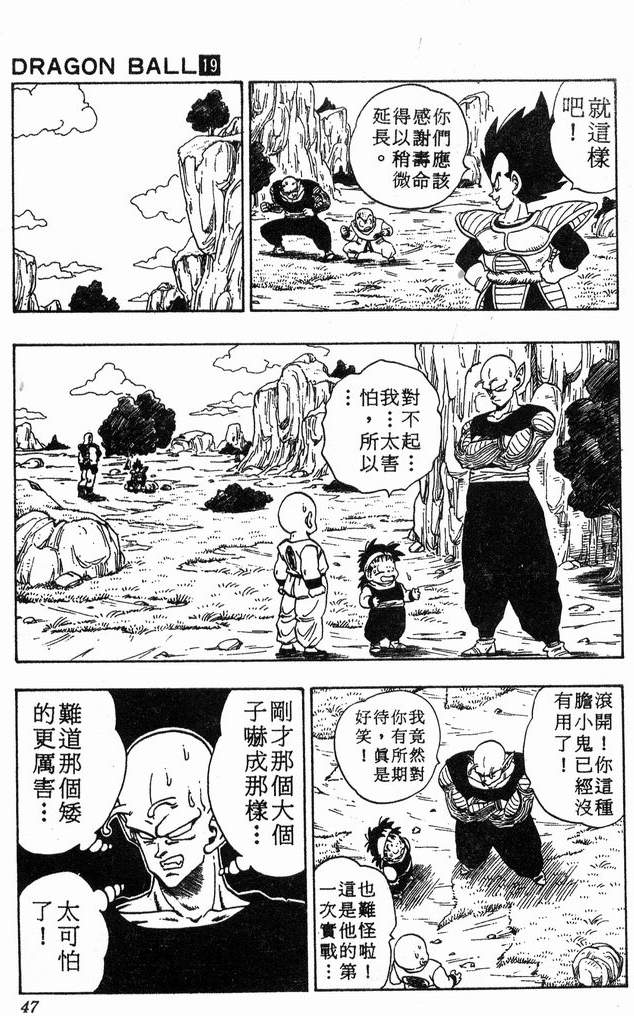 DRAGON BALL 19
就這樣
吧！
你們應該
感謝壽命
得以稍微
延長。
對不起…
我…太害
怕，所以
…
滾開！你這種
膽小鬼已經沒
有用了！
我竟然對
你有所期
待，真是
好笑！
也難怪啦！
這是他的第
一次實戰…
剛才那個大個
子嚇成那樣…
難道那個矮
的更厲害…
太可怕
了！
47